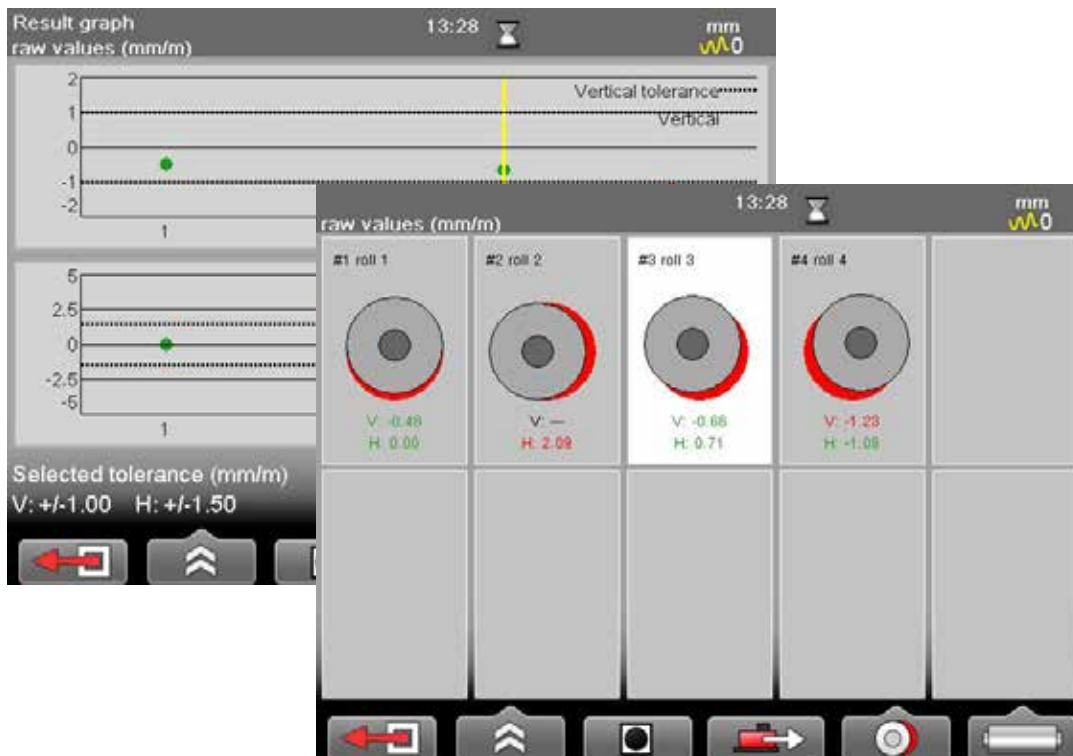 Result graph
raw values (mm/m)
13:28
mm
0
2
1
0
-1
-2
Vertical tolerance
Vertical
1
5
2.5
0
-2.5
-5
1
Selected tolerance (mm/m)
V: +/-1.00 H: +/-1.50
raw values (mm/m)
13:28
mm
0
#1 roll 1
V: -0.48
H: 0.00
#2 roll 2
V: ---
H: 2.09
#3 roll 3
V: -0.68
H: 0.71
#4 roll 4
V: -1.23
H: -1.09